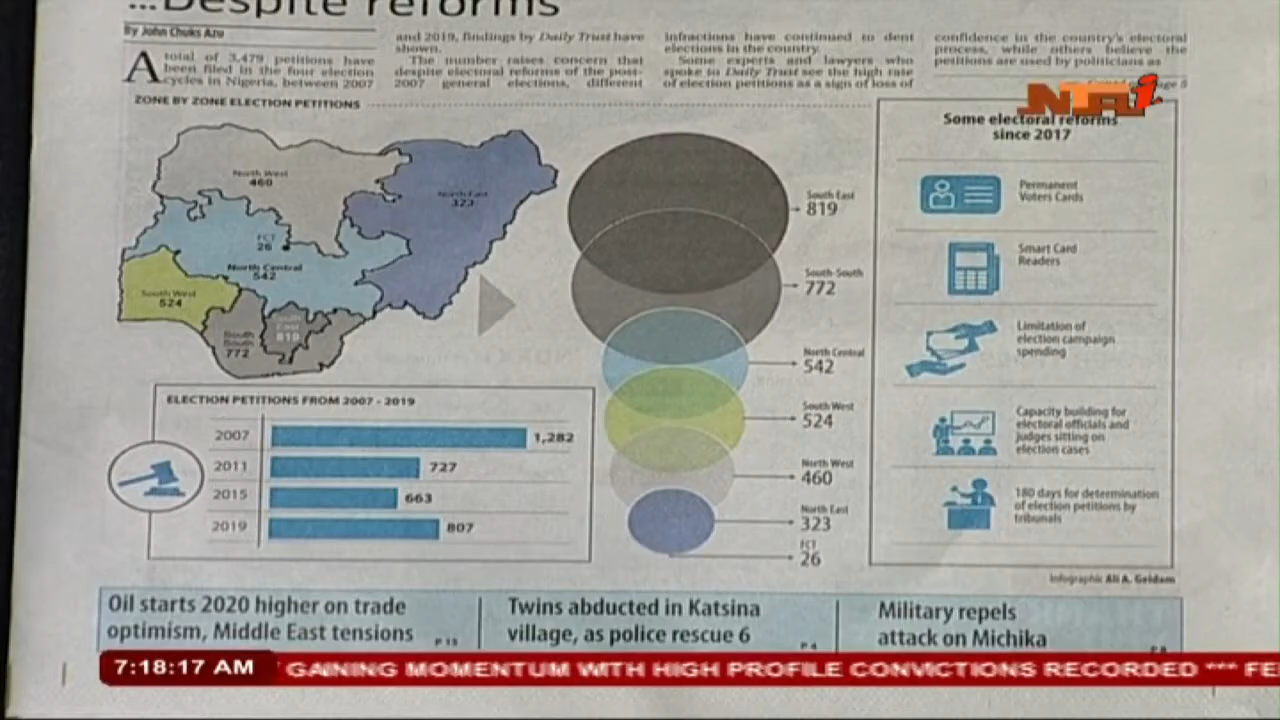 ...Despite reforms
By John Chuks Azu
A total of 3,479 petitions have
been filed in the four election
cycles in Nigeria, between 2007
and 2019, findings by Daily Trust have
shown.
The number raises concern that
despite electoral reforms of the post-
2007 general elections, different
infractions have continued to dent
elections in the country.
Some experts and lawyers who
spoke to Daily Trust see the high rate
of election petitions as a sign of loss of
confidence in the country's electoral
process, while others believe the
petitions are used by politicians as
NTAi
ZONE BY ZONE ELECTION PETITIONS
North West
460
North East
323
FCT
26
North Central
542
South West
524
South
South
772
South
East
819
South East
819
South-South
772
North Central
542
South West
524
North West
460
North East
323
FCT
26
ELECTION PETITIONS FROM 2007 - 2019
2007 1,282
2011 727
2015 663
2019 807
Some electoral reforms
since 2017
Permanent
Voters Cards
Smart Card
Readers
Limitation of
election campaign
spending
Capacity building for
electoral officials and
judges sitting on
election cases
180 days for determination
of election petitions by
tribunals
Infographic Ali A. Geidam
Oil starts 2020 higher on trade
optimism, Middle East tensions
P 15
Twins abducted in Katsina
village, as police rescue 6
P 4
Military repels
attack on Michika
P 8
7:18:17 AM GAINING MOMENTUM WITH HIGH PROFILE CONVICTIONS RECORDED *** FE